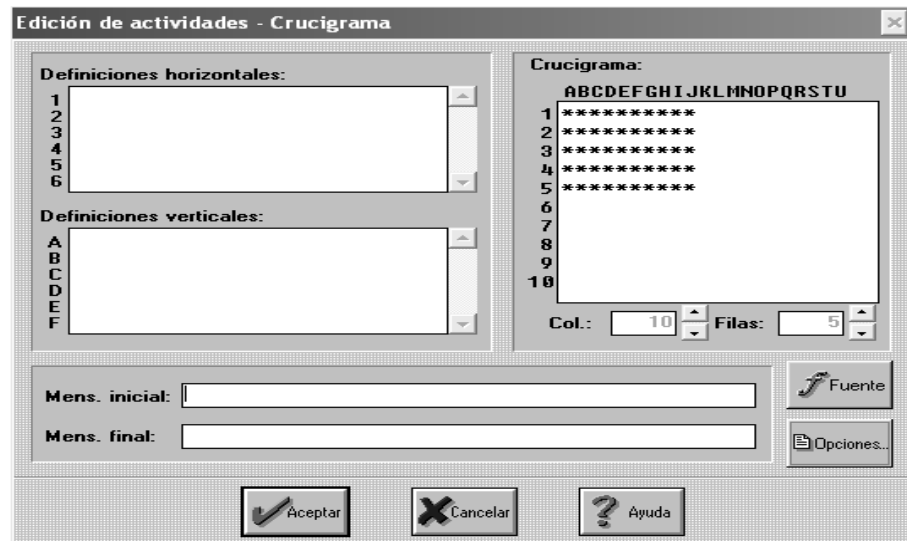 Edición de actividades - Crucigrama
Definiciones horizontales:
1
2
3
4
5
6
Definiciones verticales:
A
B
C
D
E
F
Crucigrama:
ABCDEFGHIJKLMNOPQRSTU
1 **********
2 **********
3 **********
4 **********
5 **********
6
7
8
9
10
Col.: 10 Filas: 5
Mens. inicial:
Mens. final:
Fuente
Opciones...
Aceptar Cancelar Ayuda